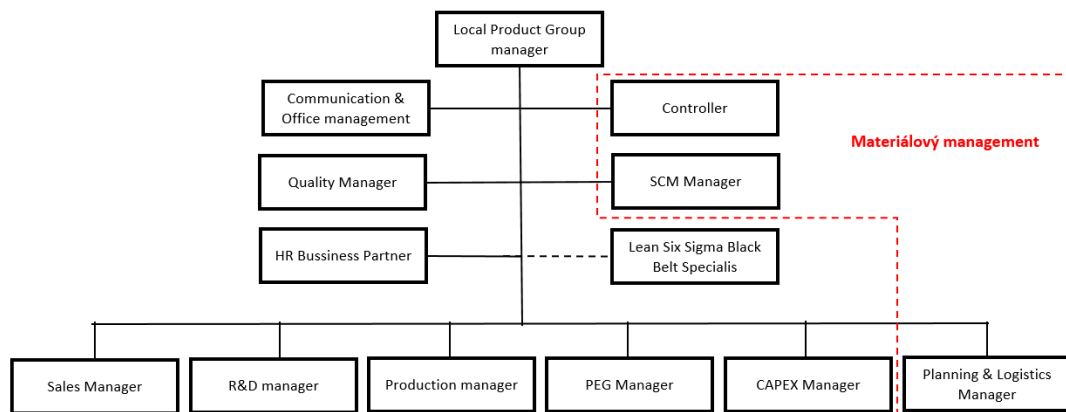 Local Product Group
manager
Communication &
Office management
Controller
Materiálový management
Quality Manager
SCM Manager
HR Bussiness Partner
Lean Six Sigma Black
Belt Specialis
Sales Manager
R&D manager
Production manager
PEG Manager
CAPEX Manager
Planning & Logistics
Manager